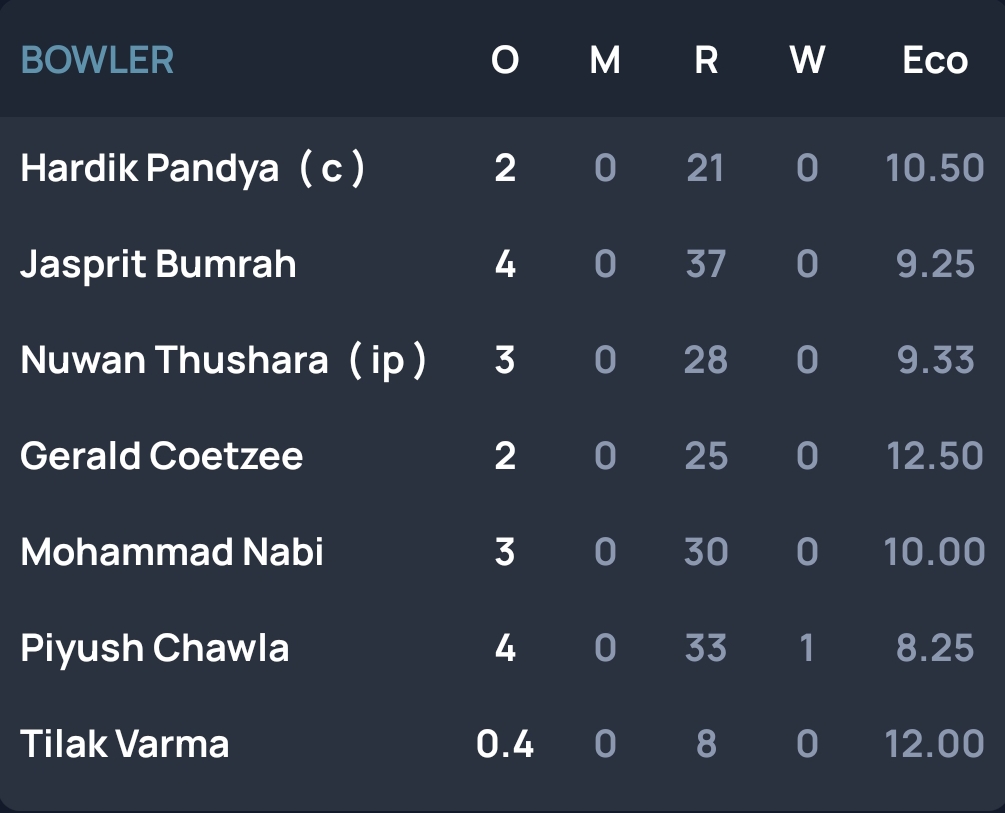 BOWLER O M R W Eco
Hardik Pandya ( c ) 2 0 21 0 10.50
Jasprit Bumrah 4 0 37 0 9.25
Nuwan Thushara ( ip ) 3 0 28 0 9.33
Gerald Coetzee 2 0 25 0 12.50
Mohammad Nabi 3 0 30 0 10.00
Piyush Chawla 4 0 33 1 8.25
Tilak Varma 0.4 0 8 0 12.00